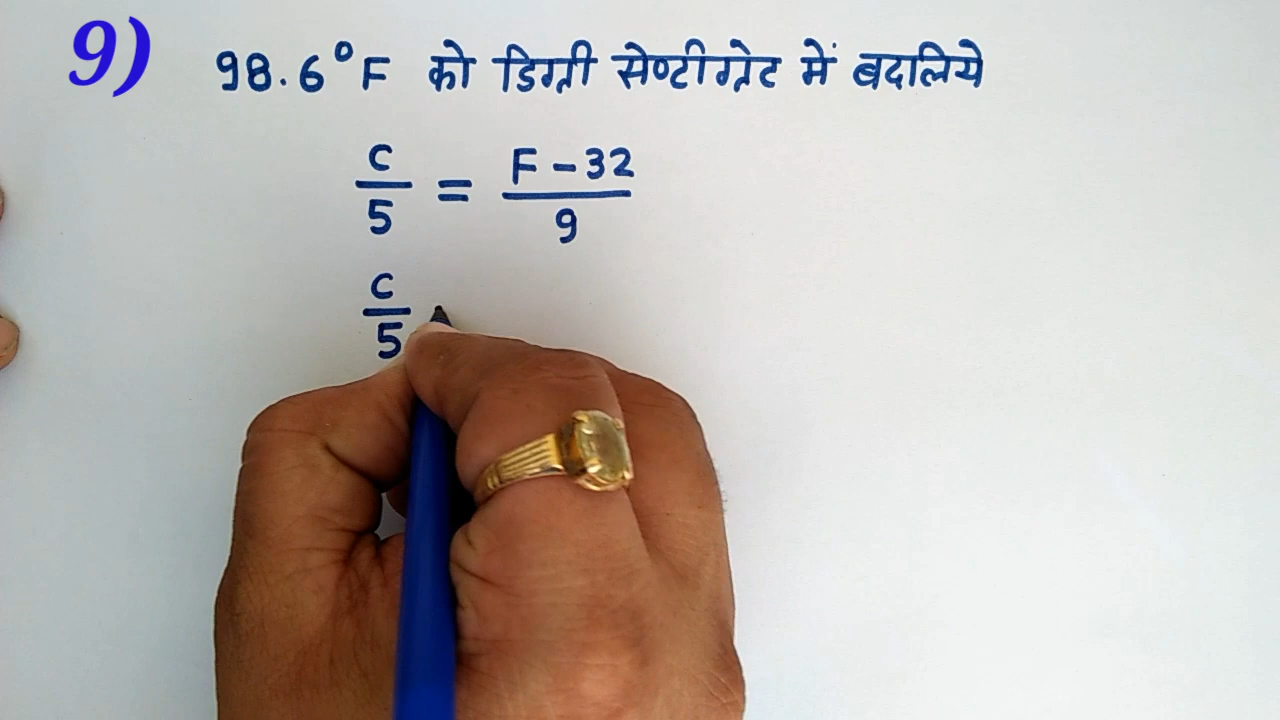 9) 98.6°F को डिग्री सेण्टीग्रेट में बदलिये
C/5 = F - 32/9
C/5